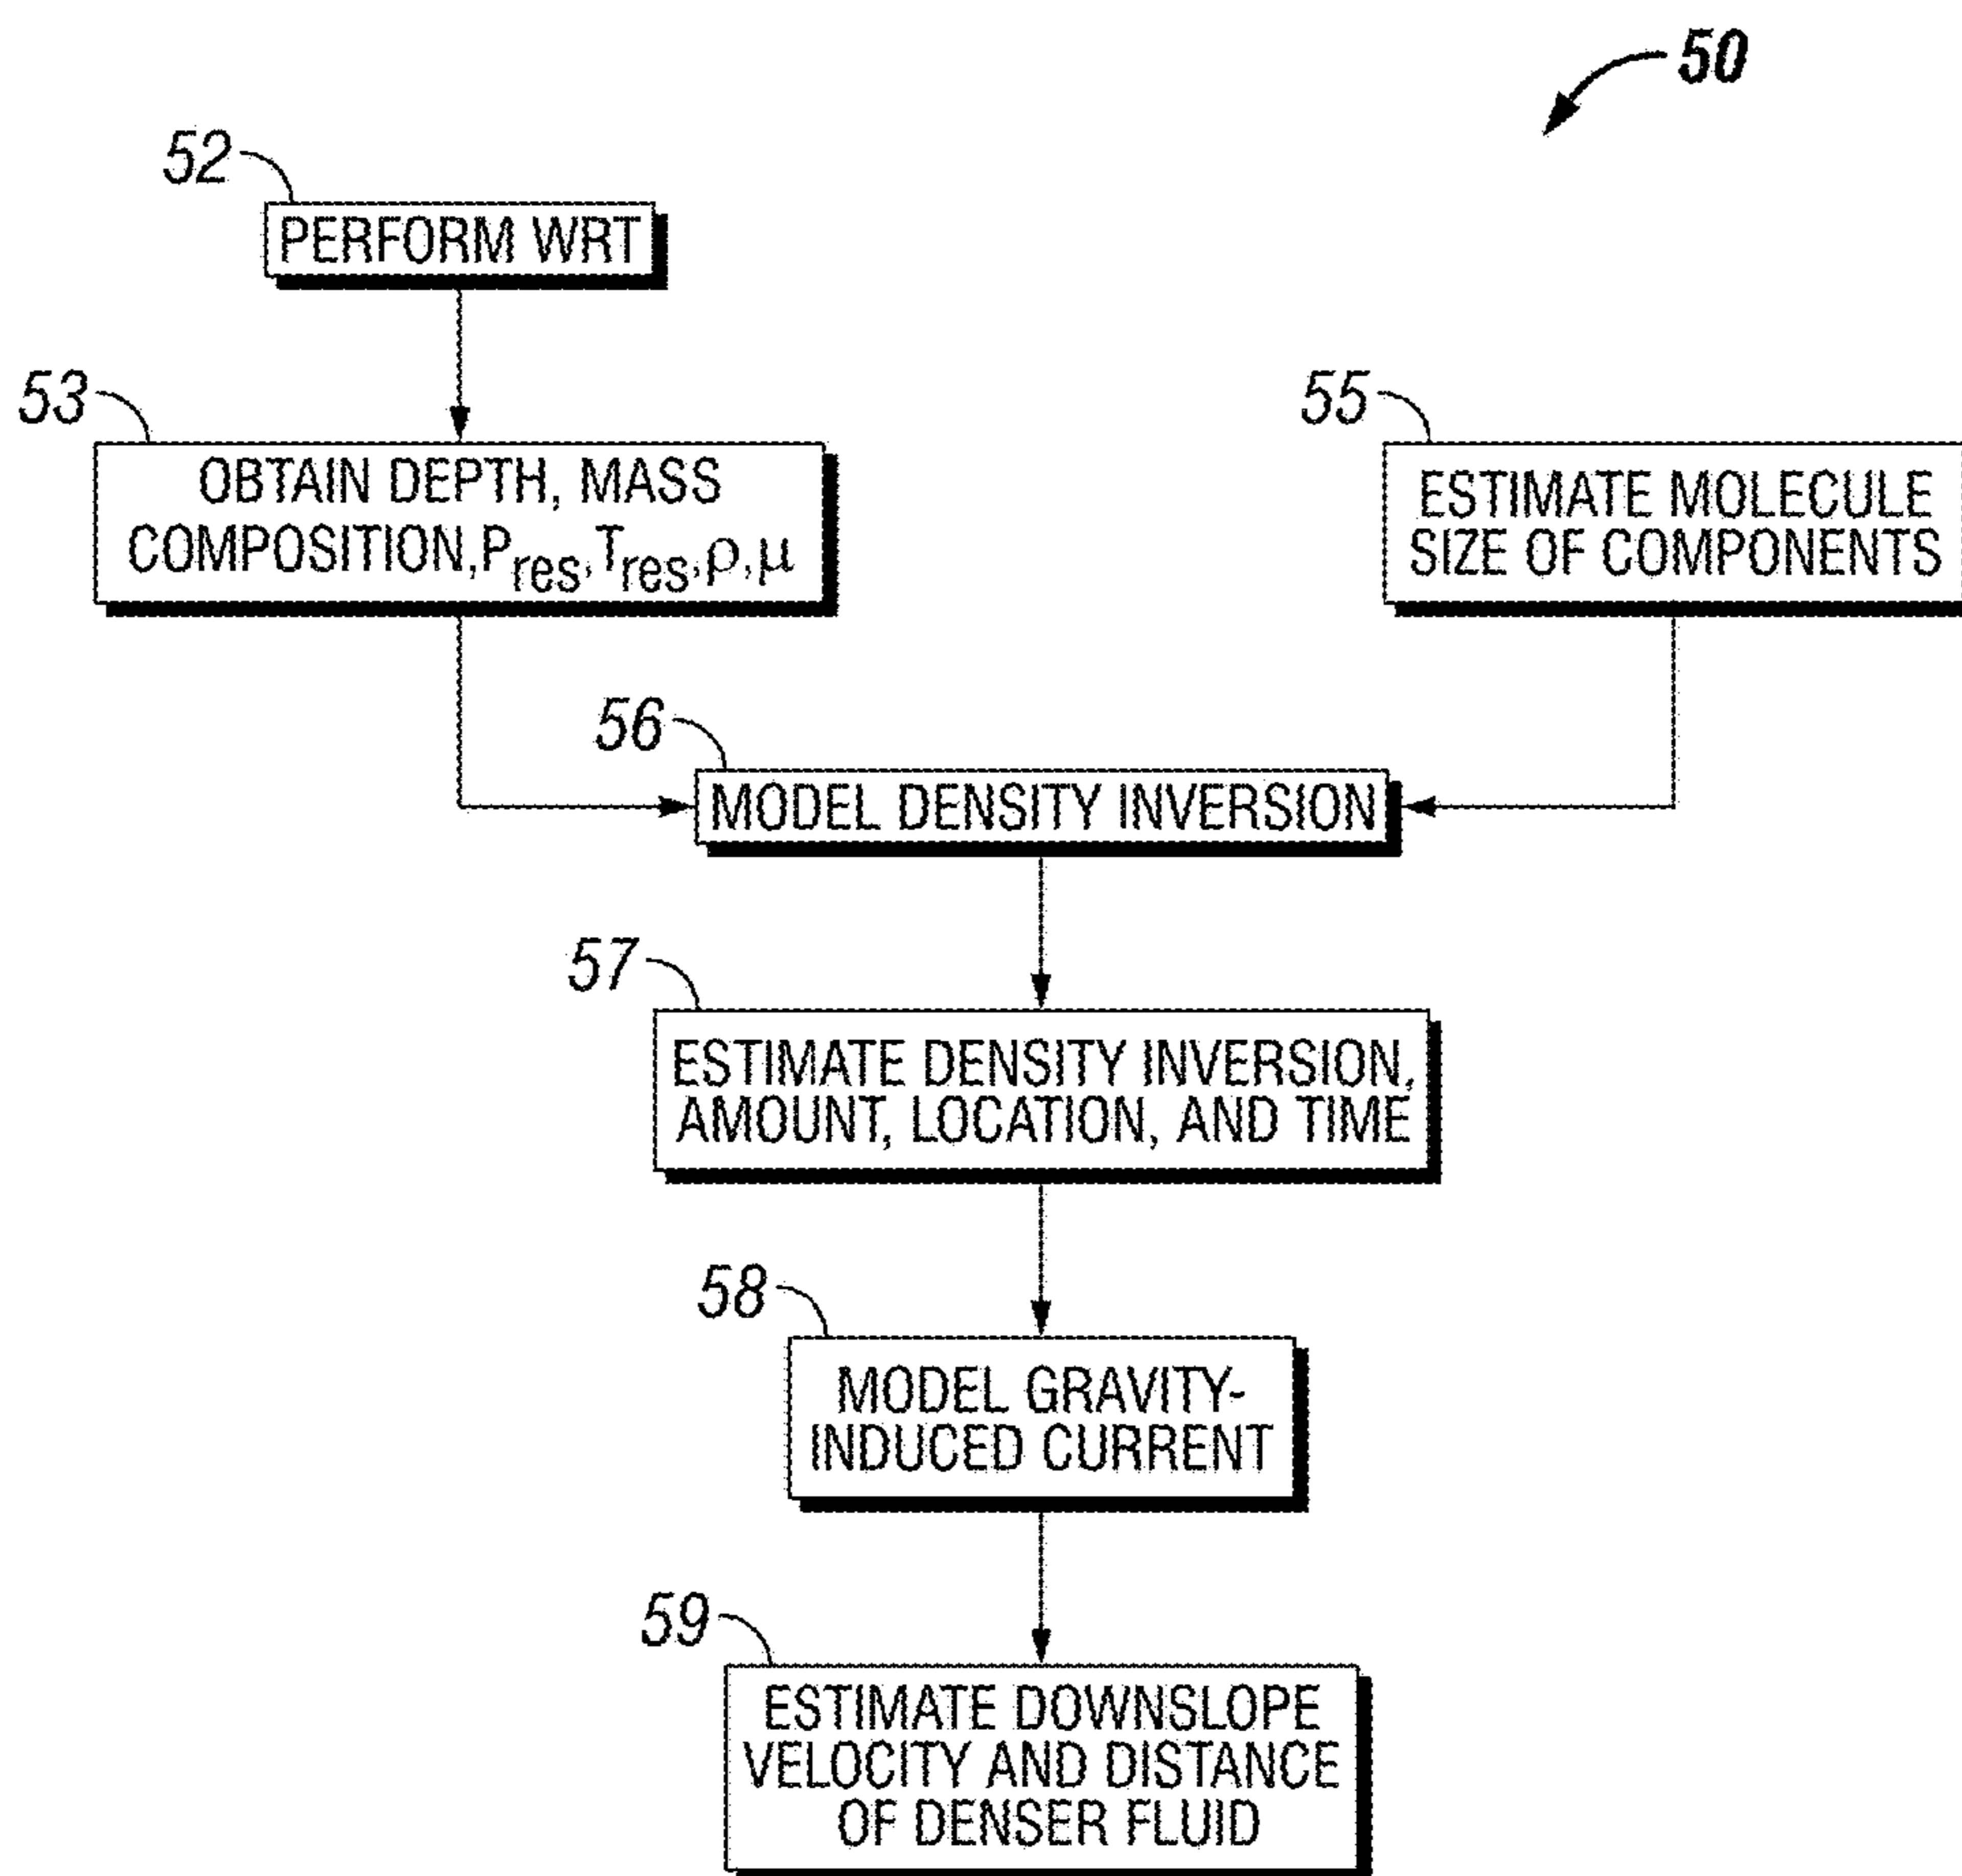 50
52
PERFORM WRT
53
OBTAIN DEPTH, MASS
COMPOSITION, Pres, Tres, ρ, μ
55
ESTIMATE MOLECULE
SIZE OF COMPONENTS
56
MODEL DENSITY INVERSION
57
ESTIMATE DENSITY INVERSION,
AMOUNT, LOCATION, AND TIME
58
MODEL GRAVITY-
INDUCED CURRENT
59
ESTIMATE DOWNSLOPE
VELOCITY AND DISTANCE
OF DENSER FLUID